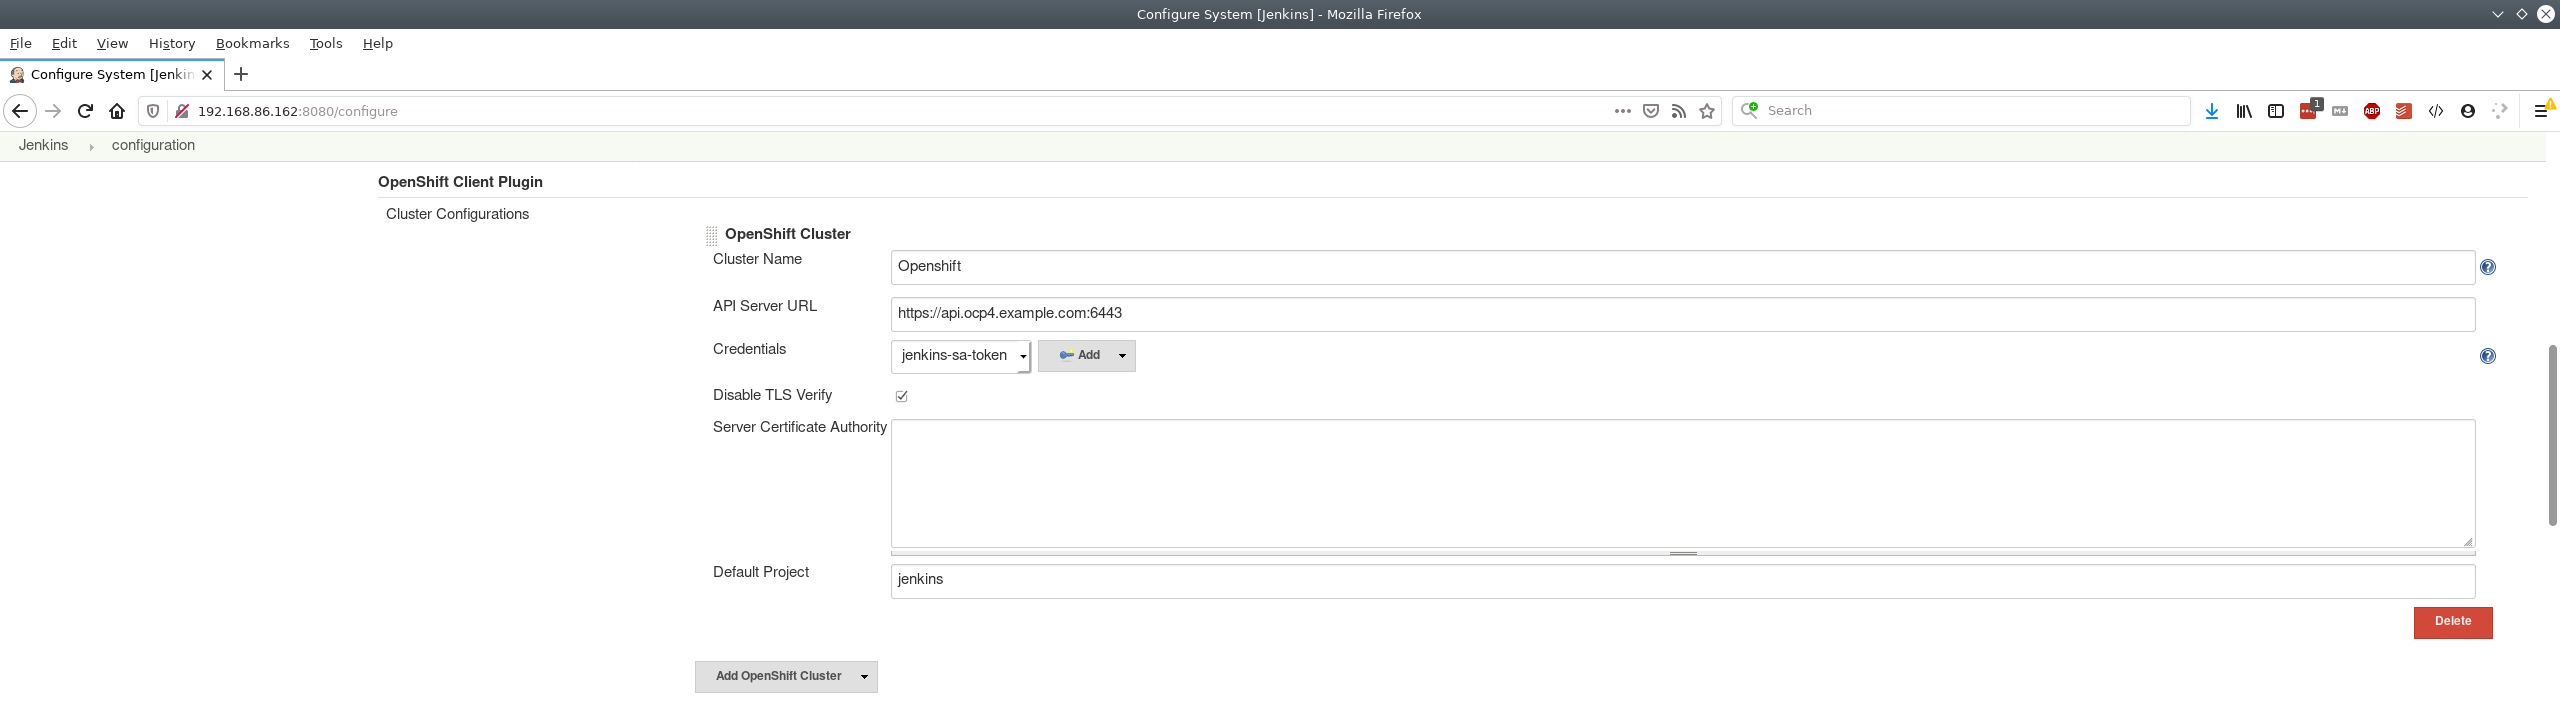 Configure System [Jenkins] - Mozilla Firefox
File Edit View History Bookmarks Tools Help
Configure System [Jenkin
192.168.86.162:8080/configure
Search
1
M
ABP
Jenkins configuration
OpenShift Client Plugin
Cluster Configurations
OpenShift Cluster
Cluster Name Openshift ?
API Server URL https://api.ocp4.example.com:6443
Credentials jenkins-sa-token Add ?
Disable TLS Verify
Server Certificate Authority
Default Project jenkins
Delete
Add OpenShift Cluster